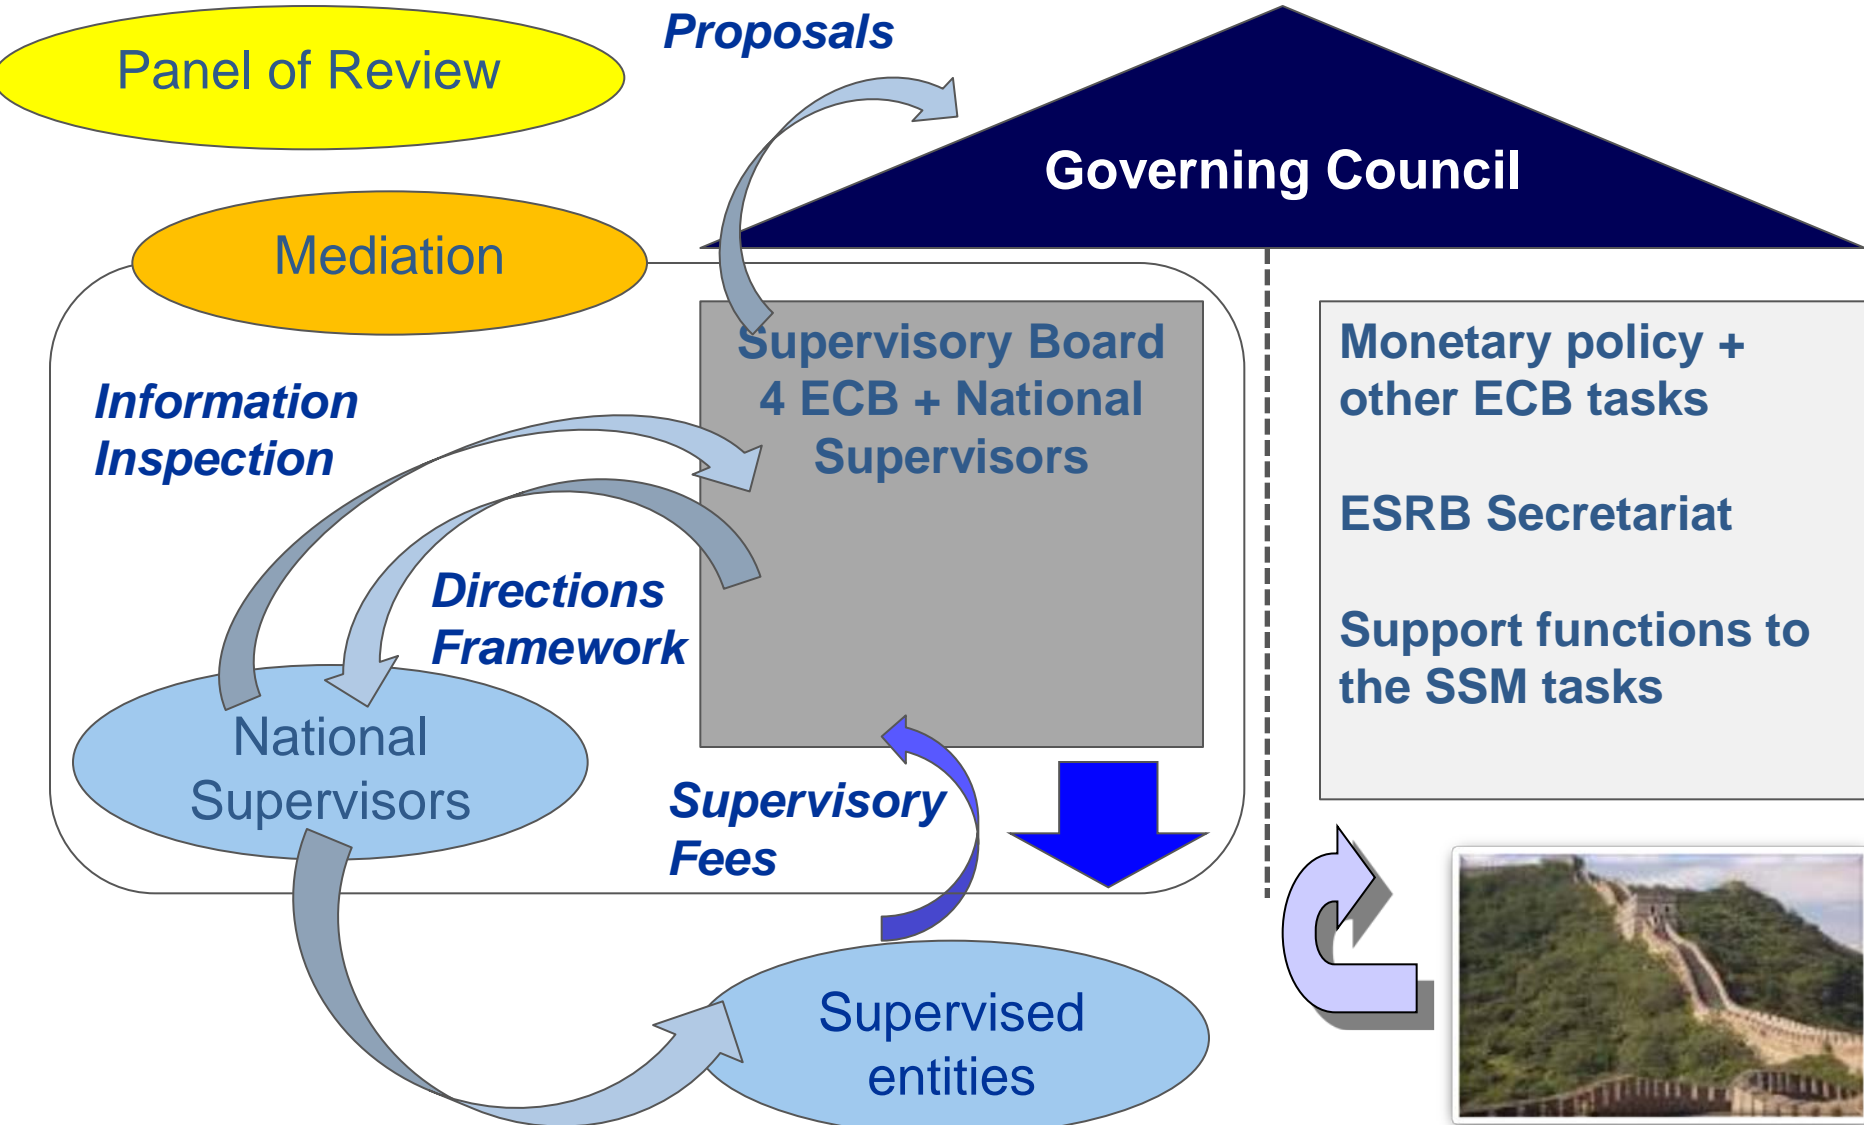 Panel of Review
Proposals
Governing Council
Mediation
Supervisory Board
4 ECB + National
Supervisors
Monetary policy +
other ECB tasks
ESRB Secretariat
Support functions to
the SSM tasks
Information
Inspection
Directions
Framework
National
Supervisors
Supervisory
Fees
Supervised
entities